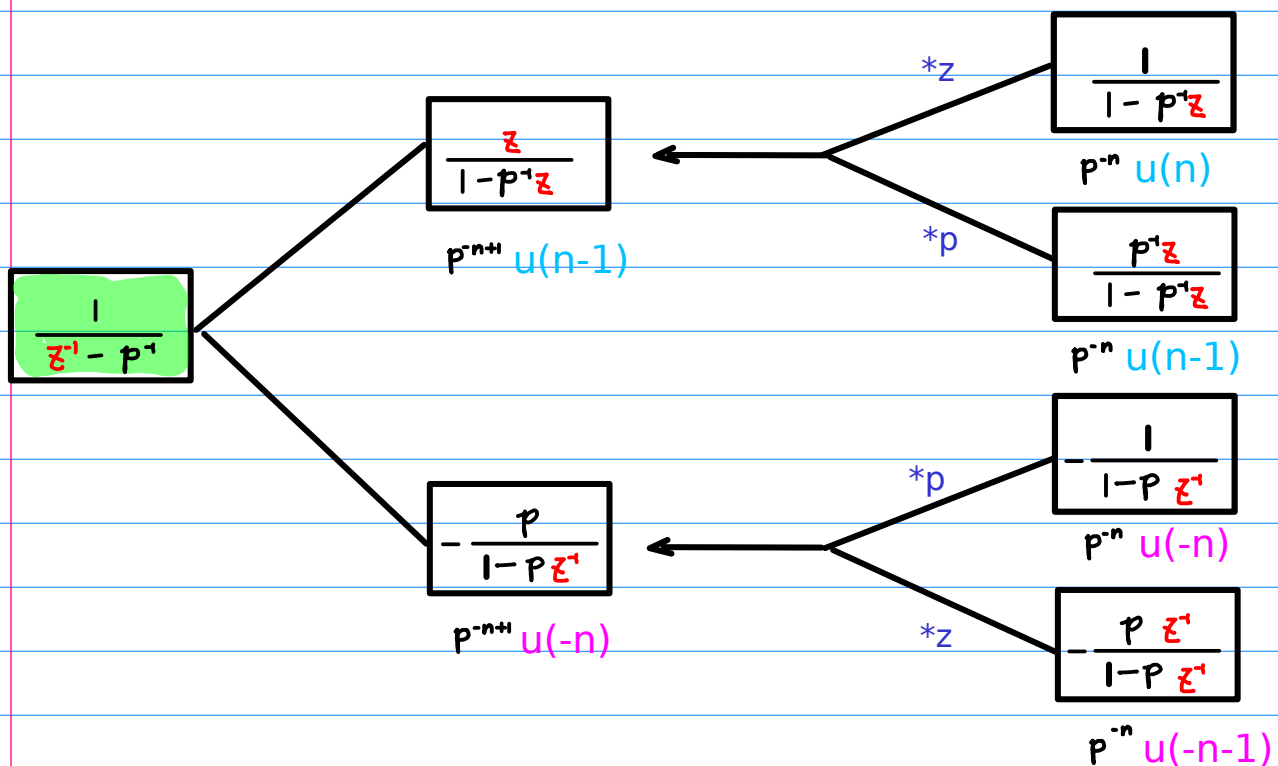 1
z⁻¹ − p⁻¹
z
1 − p⁻¹z
p⁻ⁿ⁺¹ u(n-1)
− p
1 − p z⁻¹
p⁻ⁿ⁺¹ u(-n)
*z
*p
*p
*z
1
1 − p⁻¹z
p⁻ⁿ u(n)
p⁻¹z
1 − p⁻¹z
p⁻ⁿ u(n-1)
− 1
1 − p z⁻¹
p⁻ⁿ u(-n)
− p z⁻¹
1 − p z⁻¹
p⁻ⁿ u(-n-1)